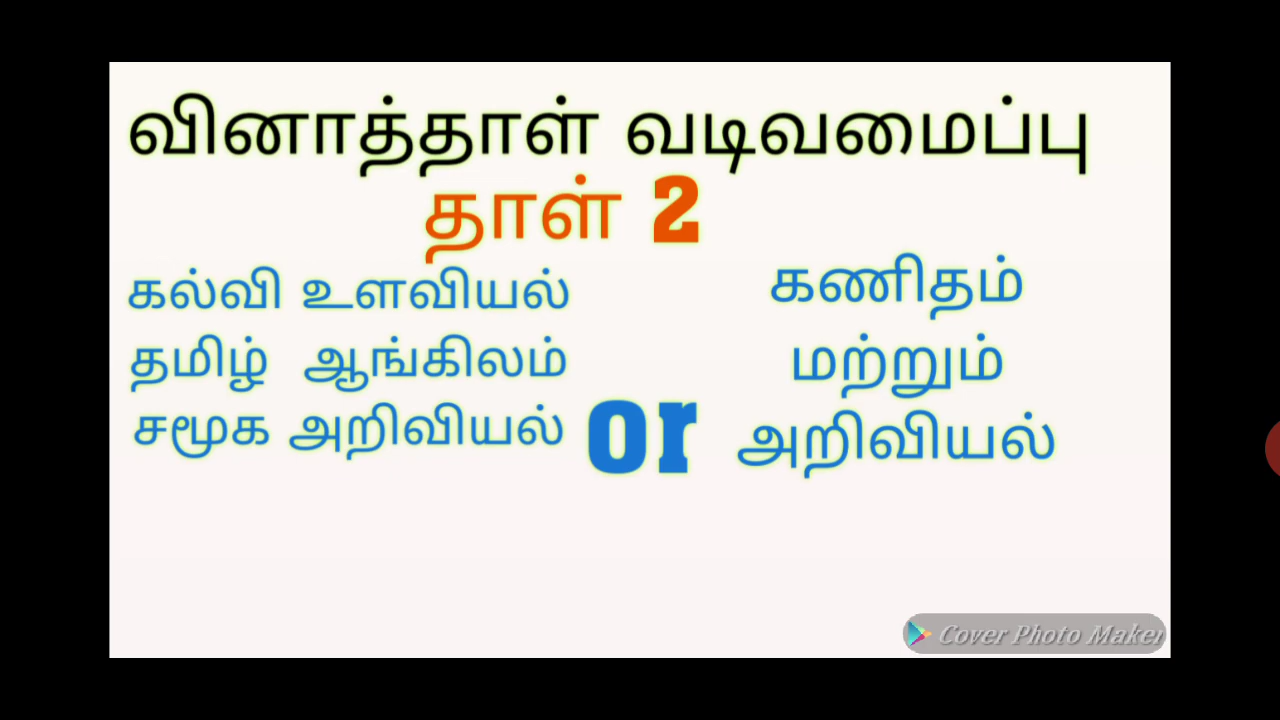 வினாத்தாள் வடிவமைப்பு
தாள் 2
கல்வி உளவியல்
தமிழ் ஆங்கிலம்
சமூக அறிவியல்
or
கணிதம்
மற்றும்
அறிவியல்
Cover Photo Maker